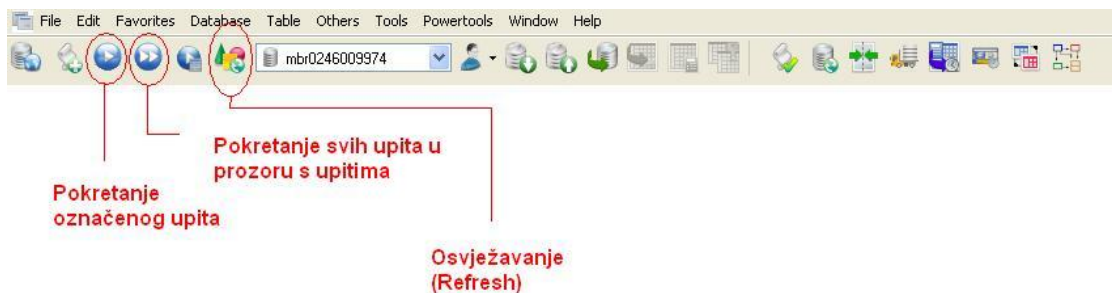 File Edit Favorites Database Table Others Tools Powertools Window Help
mbr0246009974
Pokretanje svih upita u
prozoru s upitima
Pokretanje
označenog upita
Osvježavanje
(Refresh)